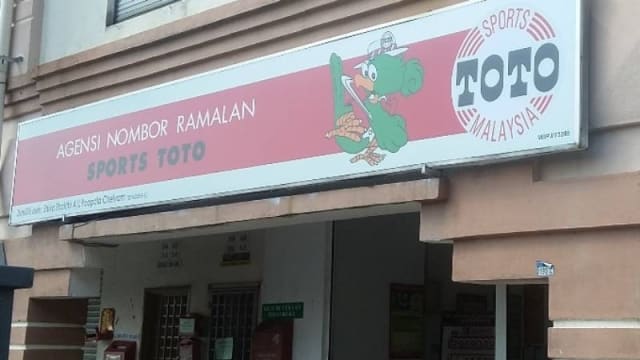 AGENSI NOMBOR RAMALAN
SPORTS TOTO
SPORTS
TOTO
MALAYSIA